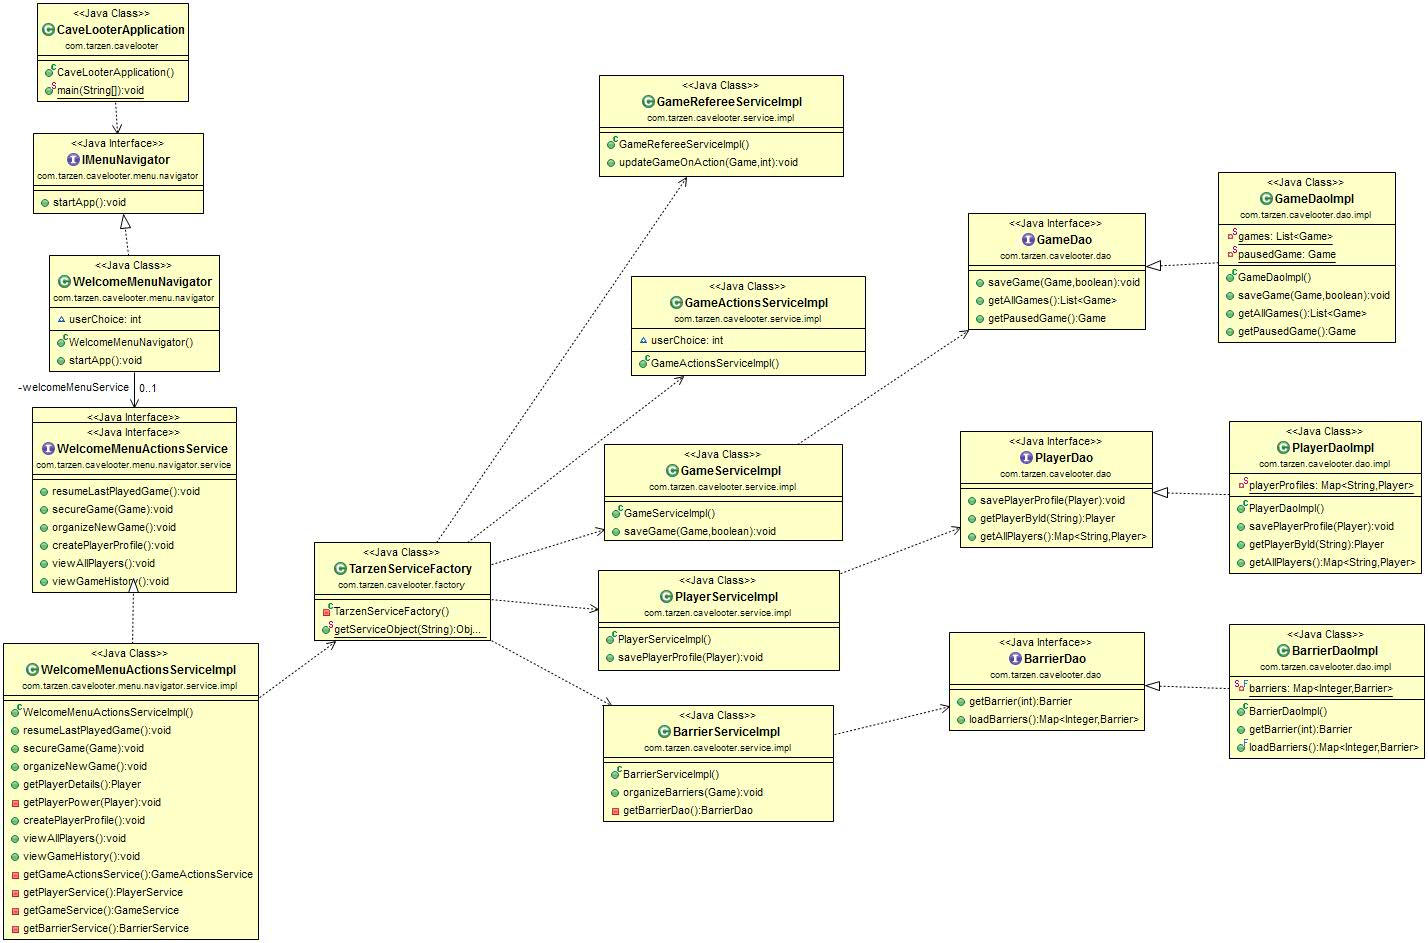 <<Java Class>>
CaveLooterApplication
com.tarzen.cavelooter
CaveLooterApplication()
main(String[]):void
<<Java Interface>>
IMenuNavigator
com.tarzen.cavelooter.menu.navigator
startApp():void
<<Java Class>>
WelcomeMenuNavigator
com.tarzen.cavelooter.menu.navigator
userChoice: int
WelcomeMenuNavigator()
startApp():void
-welcomeMenuService 0..1
<<Java Interface>>
<<Java Interface>>
WelcomeMenuActionsService
com.tarzen.cavelooter.menu.navigator.service
resumeLastPlayedGame():void
secureGame(Game):void
organizeNewGame():void
createPlayerProfile():void
viewAllPlayers():void
viewGameHistory():void
<<Java Class>>
WelcomeMenuActionsServiceImpl
com.tarzen.cavelooter.menu.navigator.service.impl
WelcomeMenuActionsServiceImpl()
resumeLastPlayedGame():void
secureGame(Game):void
organizeNewGame():void
getPlayerDetails():Player
getPlayerPower(Player):void
createPlayerProfile():void
viewAllPlayers():void
viewGameHistory():void
getGameActionsService():GameActionsService
getPlayerService():PlayerService
getGameService():GameService
getBarrierService():BarrierService
<<Java Class>>
TarzenServiceFactory
com.tarzen.cavelooter.factory
TarzenServiceFactory()
getServiceObject(String):Obj...
<<Java Class>>
GameRefereeServiceImpl
com.tarzen.cavelooter.service.impl
GameRefereeServiceImpl()
updateGameOnAction(Game,int):void
<<Java Class>>
GameActionsServiceImpl
com.tarzen.cavelooter.service.impl
userChoice: int
GameActionsServiceImpl()
<<Java Class>>
GameServiceImpl
com.tarzen.cavelooter.service.impl
GameServiceImpl()
saveGame(Game,boolean):void
<<Java Class>>
PlayerServiceImpl
com.tarzen.cavelooter.service.impl
PlayerServiceImpl()
savePlayerProfile(Player):void
<<Java Class>>
BarrierServiceImpl
com.tarzen.cavelooter.service.impl
BarrierServiceImpl()
organizeBarriers(Game):void
getBarrierDao():BarrierDao
<<Java Interface>>
GameDao
com.tarzen.cavelooter.dao
saveGame(Game,boolean):void
getAllGames():List<Game>
getPausedGame():Game
<<Java Class>>
GameDaoImpl
com.tarzen.cavelooter.dao.impl
games: List<Game>
pausedGame: Game
GameDaoImpl()
saveGame(Game,boolean):void
getAllGames():List<Game>
getPausedGame():Game
<<Java Interface>>
PlayerDao
com.tarzen.cavelooter.dao
savePlayerProfile(Player):void
getPlayerById(String):Player
getAllPlayers():Map<String,Player>
<<Java Class>>
PlayerDaoImpl
com.tarzen.cavelooter.dao.impl
playerProfiles: Map<String,Player>
PlayerDaoImpl()
savePlayerProfile(Player):void
getPlayerById(String):Player
getAllPlayers():Map<String,Player>
<<Java Interface>>
BarrierDao
com.tarzen.cavelooter.dao
getBarrier(int):Barrier
loadBarriers():Map<Integer,Barrier>
<<Java Class>>
BarrierDaoImpl
com.tarzen.cavelooter.dao.impl
barriers: Map<Integer,Barrier>
BarrierDaoImpl()
getBarrier(int):Barrier
loadBarriers():Map<Integer,Barrier>